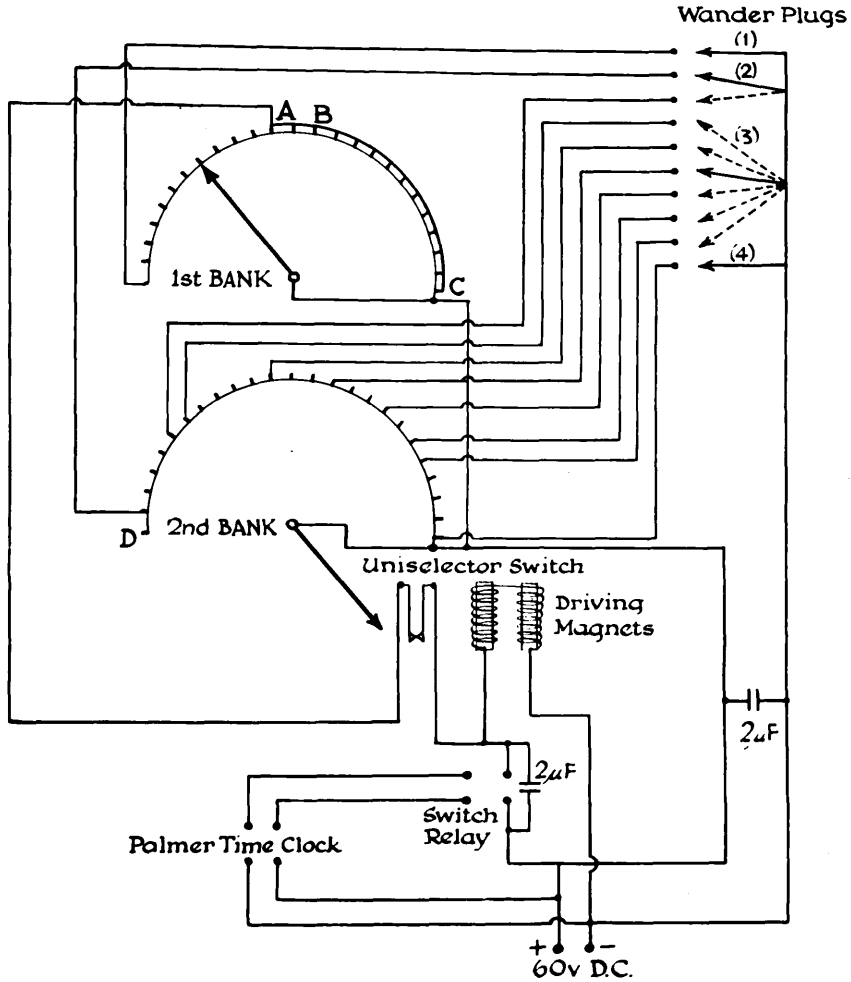 Wander Plugs
(1)
(2)
(3)
(4)
A B
1st BANK
C
D
2nd BANK
Uniselector Switch
Driving
Magnets
2µF
2µF
Switch
Relay
Palmer Time Clock
+ −
60v D.C.